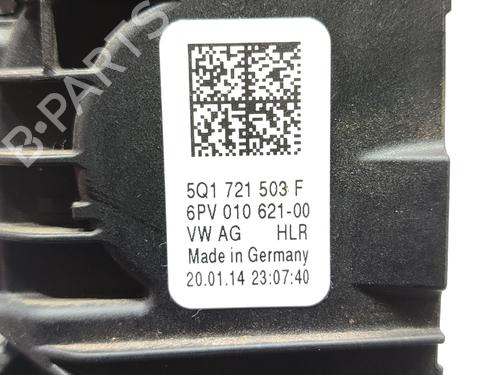 B-PARTS
5Q1 721 503 F
6PV 010 621-00
VW AG HLR
Made in Germany
20.01.14 23:07:40